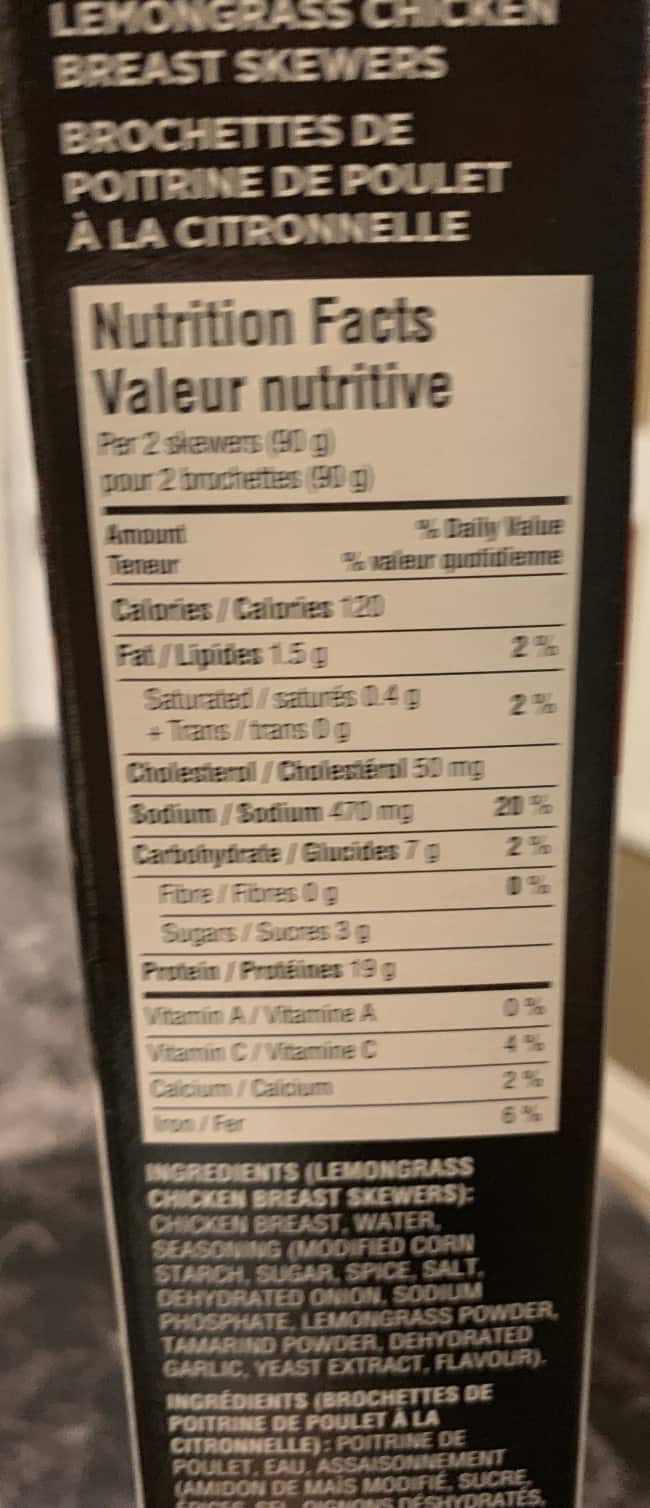 LEMONGRASS CHICKEN
BREAST SKEWERS
BROCHETTES DE
POITRINE DE POULET
À LA CITRONNELLE
Nutrition Facts
Valeur nutritive
Per 2 skewers (90 g)
pour 2 brochettes (90 g)
Amount % Daily Value
Teneur % valeur quotidienne
Calories / Calories 120
Fat / Lipides 1.5 g 2 %
Saturated / saturés 0.4 g 2 %
+ Trans / trans 0 g
Cholesterol / Cholestérol 50 mg
Sodium / Sodium 470 mg 20 %
Carbohydrate / Glucides 7 g 2 %
Fibre / Fibres 0 g 0 %
Sugars / Sucres 3 g
Protein / Protéines 19 g
Vitamin A / Vitamine A 0 %
Vitamin C / Vitamine C 4 %
Calcium / Calcium 2 %
Iron / Fer 6 %
INGREDIENTS (LEMONGRASS
CHICKEN BREAST SKEWERS):
CHICKEN BREAST, WATER,
SEASONING (MODIFIED CORN
STARCH, SUGAR, SPICE, SALT,
DEHYDRATED ONION, SODIUM
PHOSPHATE, LEMONGRASS POWDER,
TAMARIND POWDER, DEHYDRATED
GARLIC, YEAST EXTRACT, FLAVOUR).
INGRÉDIENTS (BROCHETTES DE
POITRINE DE POULET À LA
CITRONNELLE): POITRINE DE
POULET, EAU, ASSAISONNEMENT
(AMIDON DE MAÏS MODIFIÉ, SUCRE,
ÉPICES, SEL, OIGNONS DÉSHYDRATÉS,